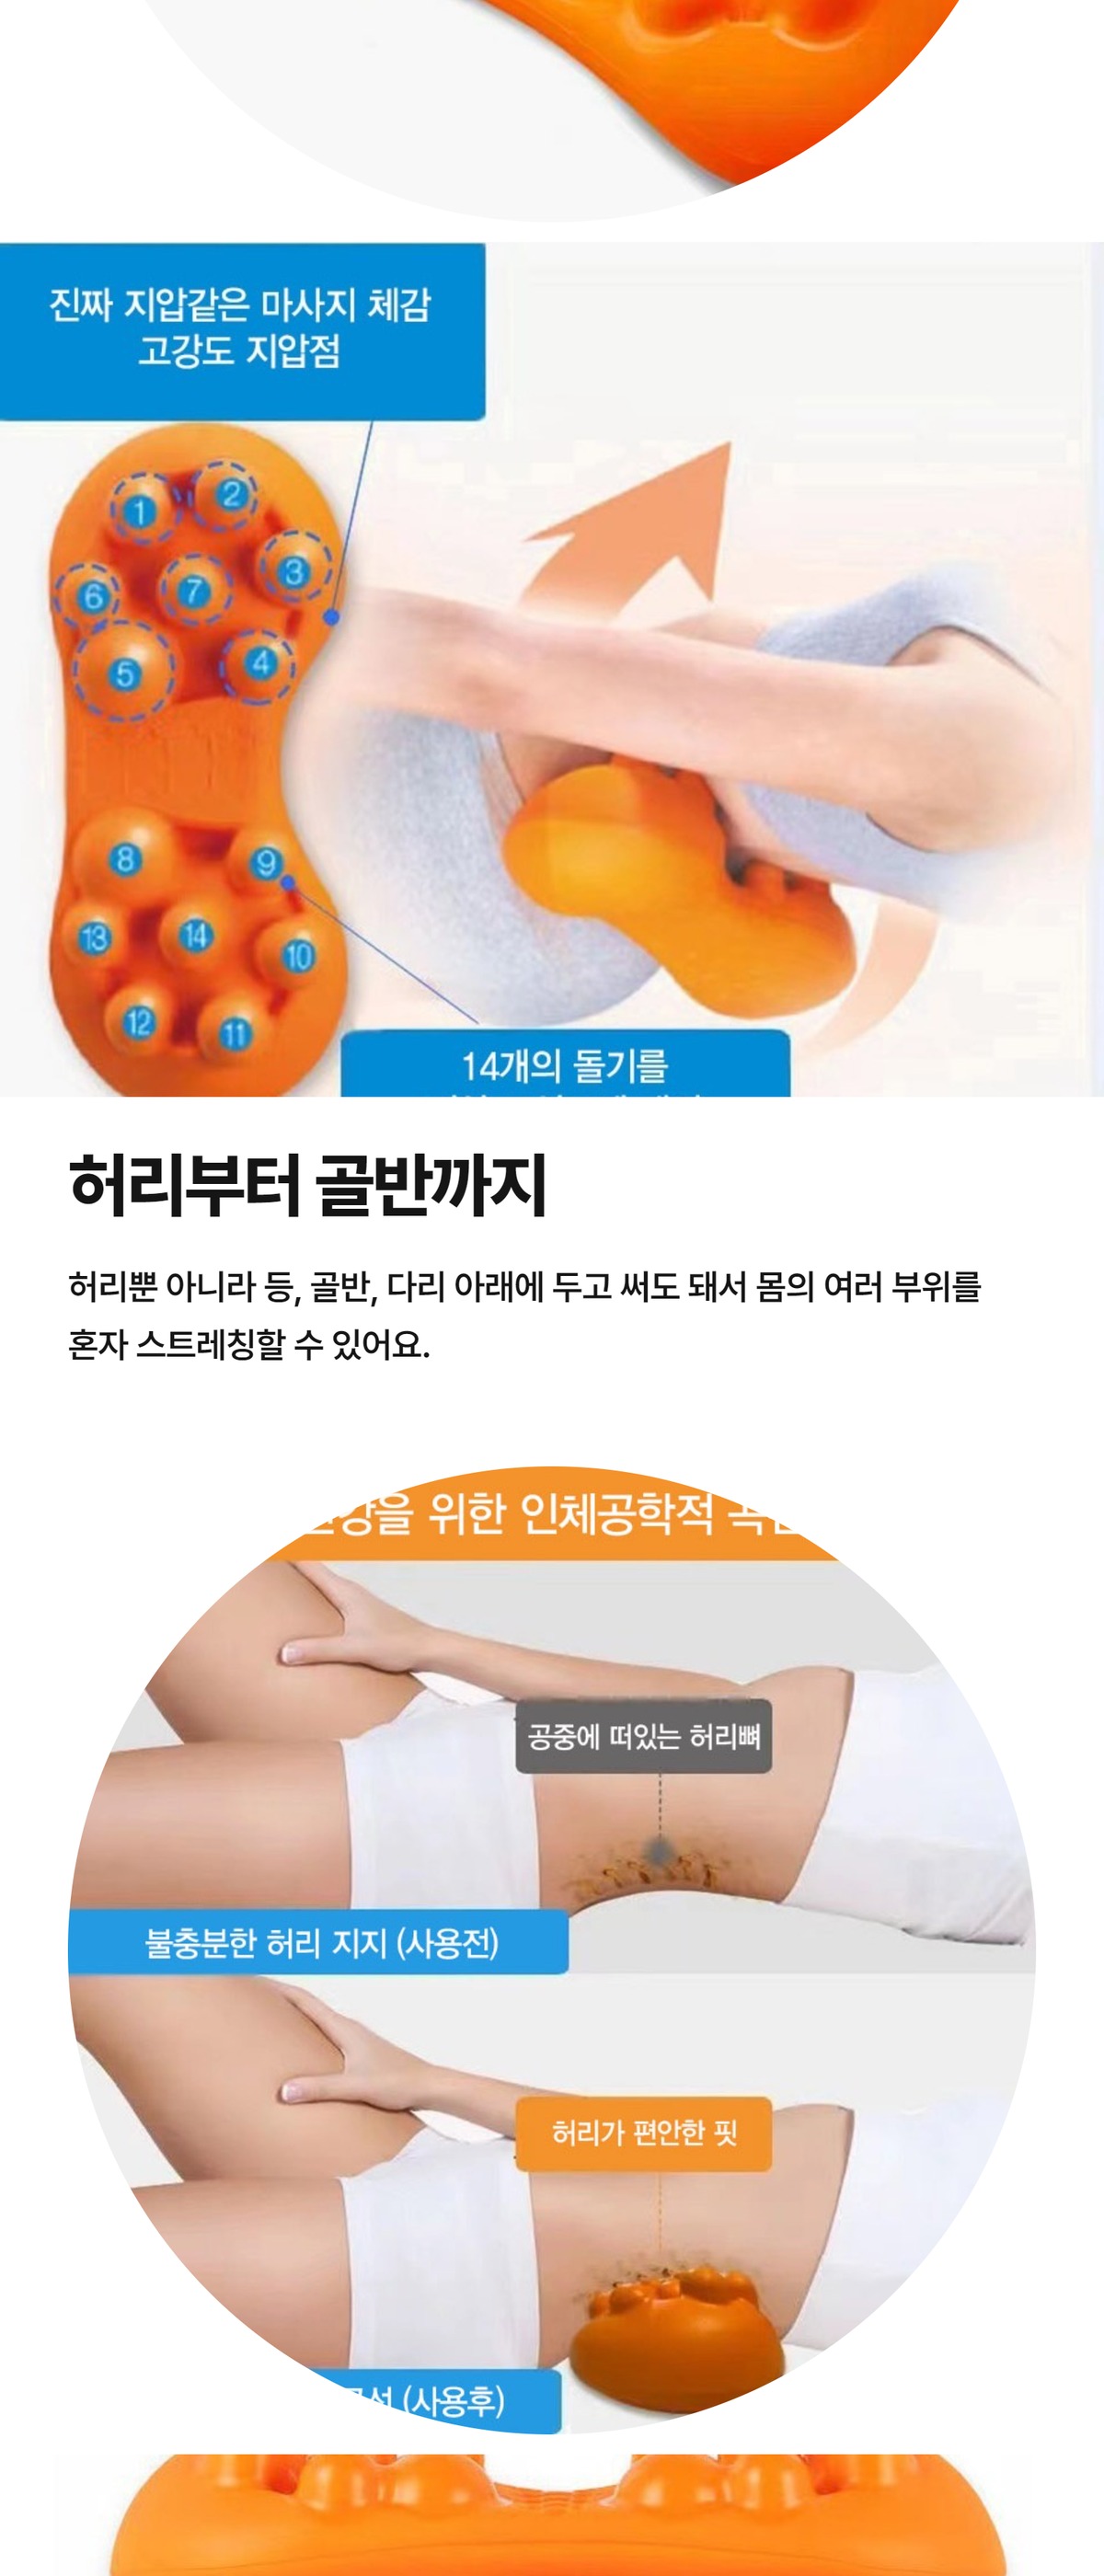 진짜 지압같은 마사지 체감
고강도 지압점
1
2
3
6
7
5
4
8
9
13
14
10
12
11
14개의 돌기를
허리부터 골반까지
허리뿐 아니라 등, 골반, 다리 아래에 두고 써도 돼서 몸의 여러 부위를
혼자 스트레칭할 수 있어요.
위한 인체공학적
공중에 떠있는 허리뼈
불충분한 허리 지지 (사용전)
허리가 편안한 핏
(사용후)